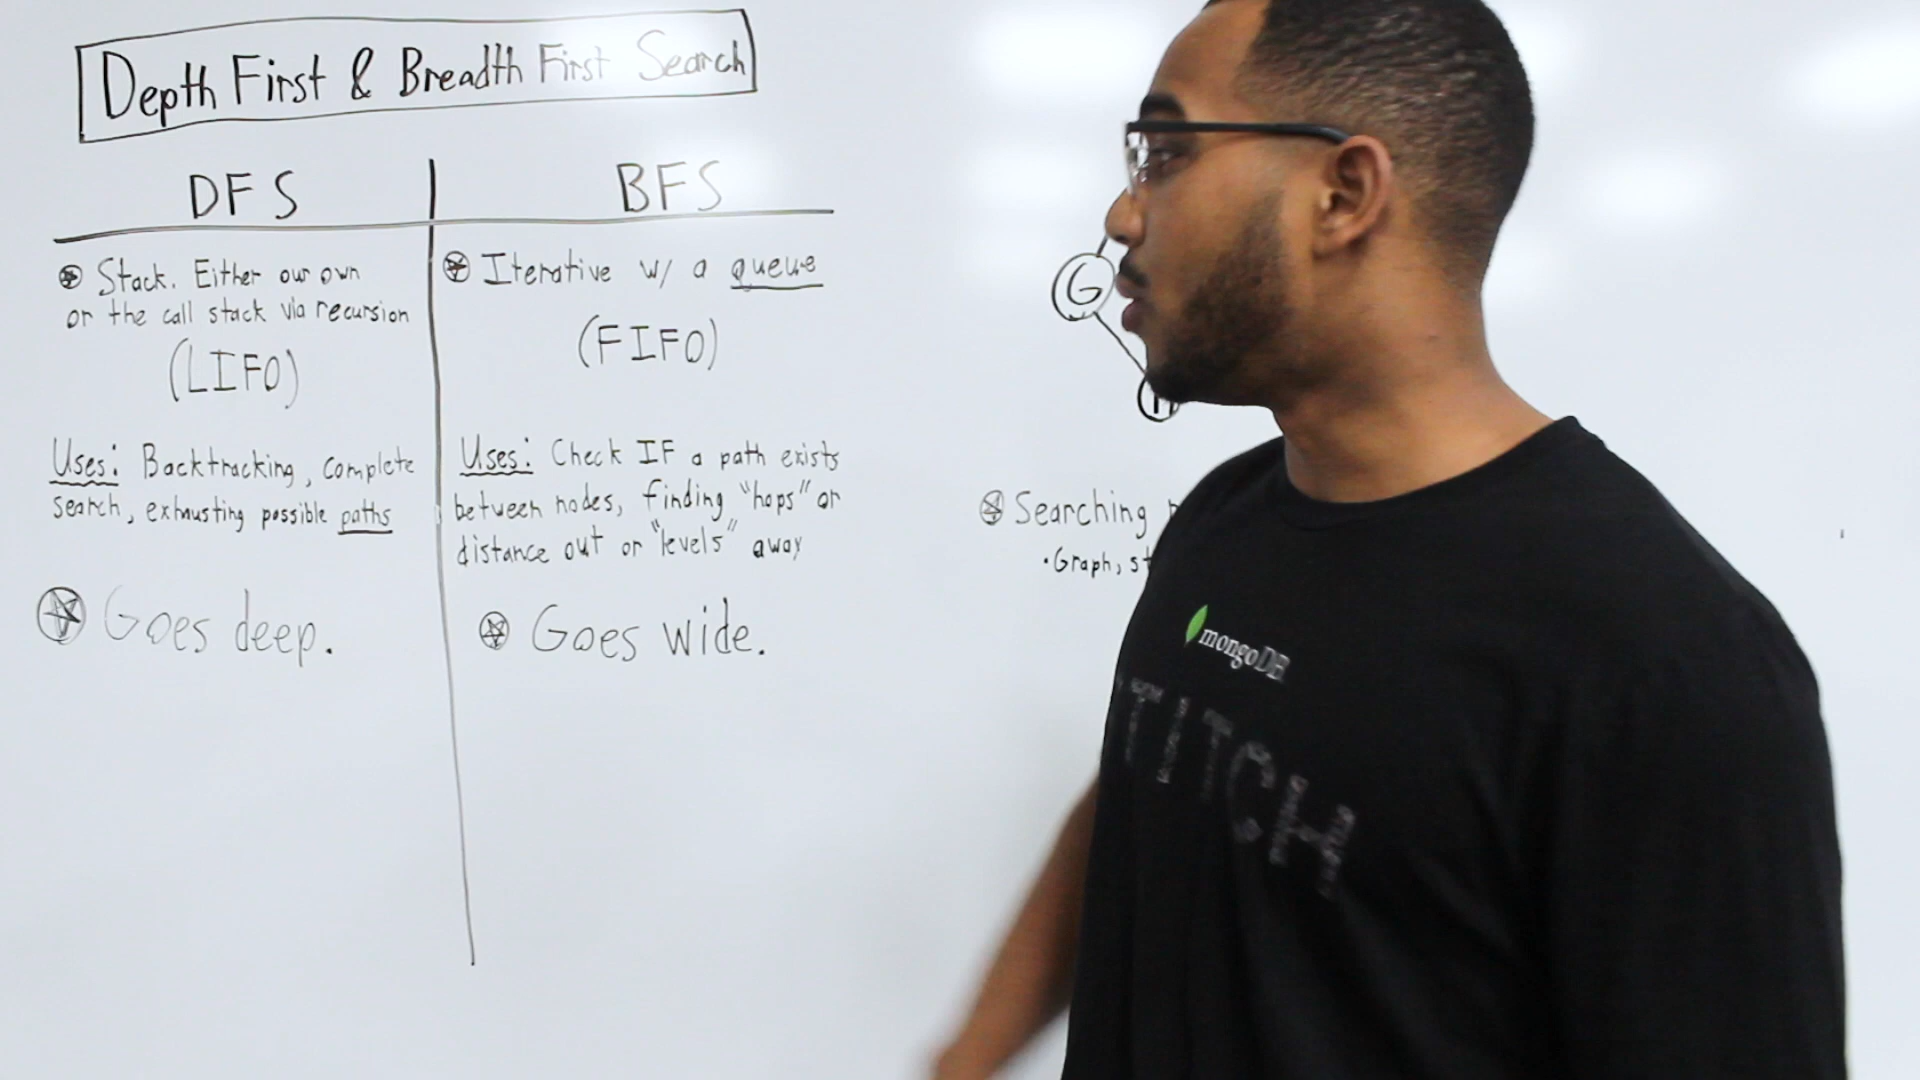 Depth First & Breadth First Search
DFS
BFS
Stack. Either our own
or the call stack via recursion
(LIFO)
Uses: Backtracking, complete
search, exhausting possible paths
Goes deep.
Iterative w/ a queue
(FIFO)
Uses: Check IF a path exists
between nodes, finding "hops" or
distance out or "levels" away
Goes wide.
G
Searching
•Graph, st
mongoDB
TITCH